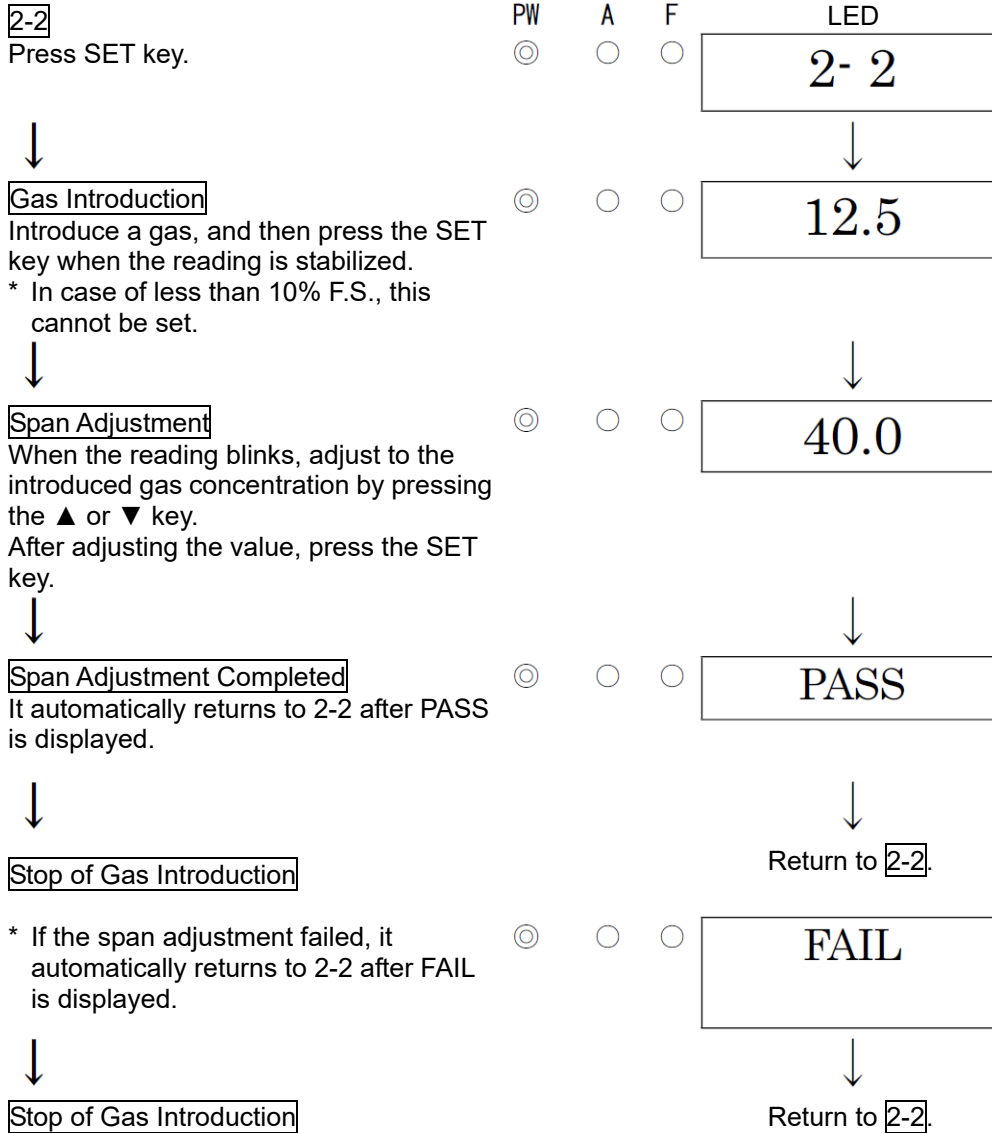 2-2 PW A F LED
Press SET key. ◎ ○ ○ 2- 2
↓ ↓
Gas Introduction ◎ ○ ○ 12.5
Introduce a gas, and then press the SET
key when the reading is stabilized.
* In case of less than 10% F.S., this
cannot be set.
↓ ↓
Span Adjustment ◎ ○ ○ 40.0
When the reading blinks, adjust to the
introduced gas concentration by pressing
the ▲ or ▼ key.
After adjusting the value, press the SET
key.
↓ ↓
Span Adjustment Completed ◎ ○ ○ PASS
It automatically returns to 2-2 after PASS
is displayed.
↓ ↓
Stop of Gas Introduction Return to 2-2.
* If the span adjustment failed, it ◎ ○ ○ FAIL
automatically returns to 2-2 after FAIL
is displayed.
↓ ↓
Stop of Gas Introduction Return to 2-2.